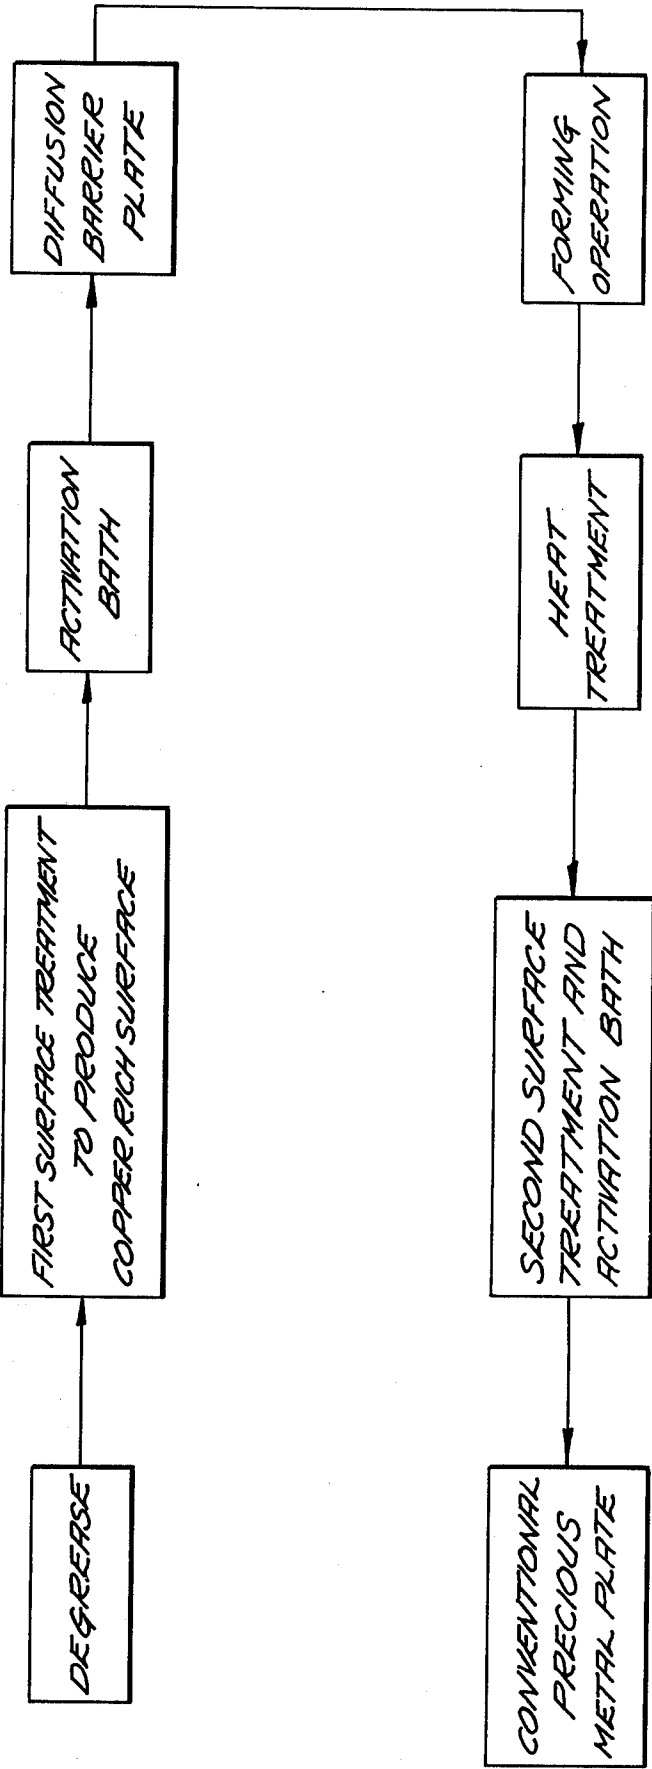 DEGREASE
FIRST SURFACE TREATMENT
TO PRODUCE
COPPER RICH SURFACE
ACTIVATION
BATH
DIFFUSION
BARRIER
PLATE
FORMING
OPERATION
HEAT
TREATMENT
SECOND SURFACE
TREATMENT AND
ACTIVATION BATH
CONVENTIONAL
PRECIOUS
METAL PLATE